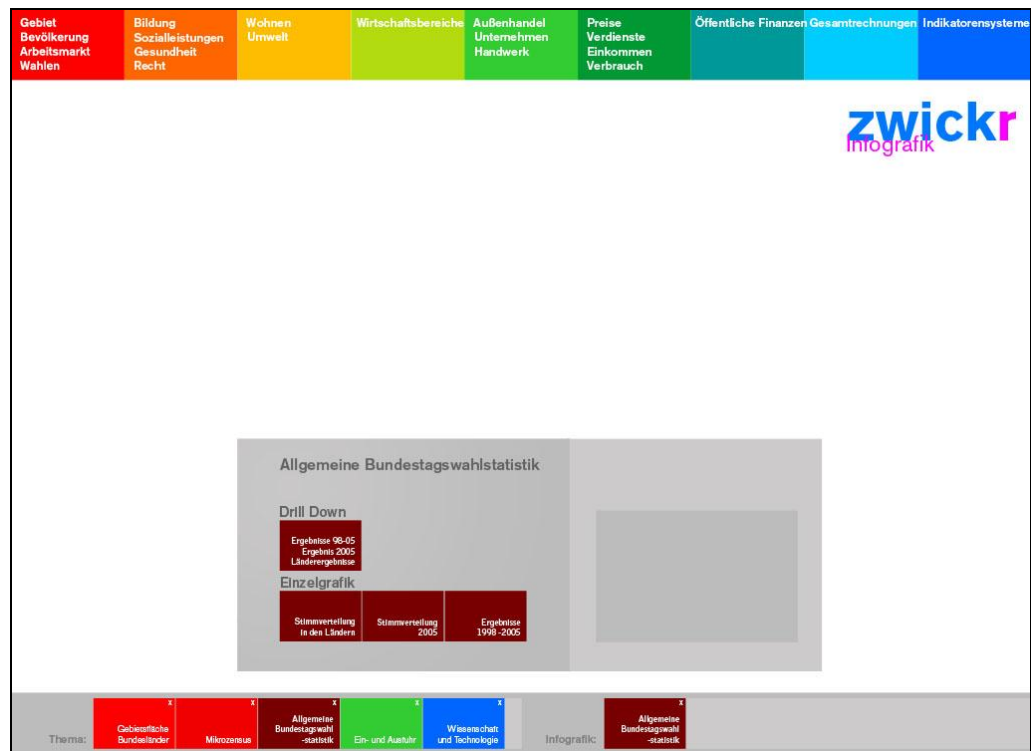 Gebiet
Bevölkerung
Arbeitsmarkt
Wahlen
Bildung
Sozialleistungen
Gesundheit
Recht
Wohnen
Umwelt
Wirtschaftsbereiche
Außenhandel
Unternehmen
Handwerk
Preise
Verdienste
Einkommen
Verbrauch
Öffentliche Finanzen
Gesamtrechnungen
Indikatorensysteme
zwickr
Infografik
Allgemeine Bundestagswahlstatistik
Drill Down
Ergebnisse 98-05
Ergebnis 2005
Länderergebnisse
Einzelgrafik
Stimmverteilung
in den Ländern
Stimmverteilung
2005
Ergebnisse
1998-2005
Thema:
x
Gebietsfläche
Bundesländer
x
Mikrozensus
x
Allgemeine
Bundestagswahl
-statistik
x
Ein- und Ausfuhr
x
Wissenschaft
und Technologie
Infografik:
x
Allgemeine
Bundestagswahl
-statistik